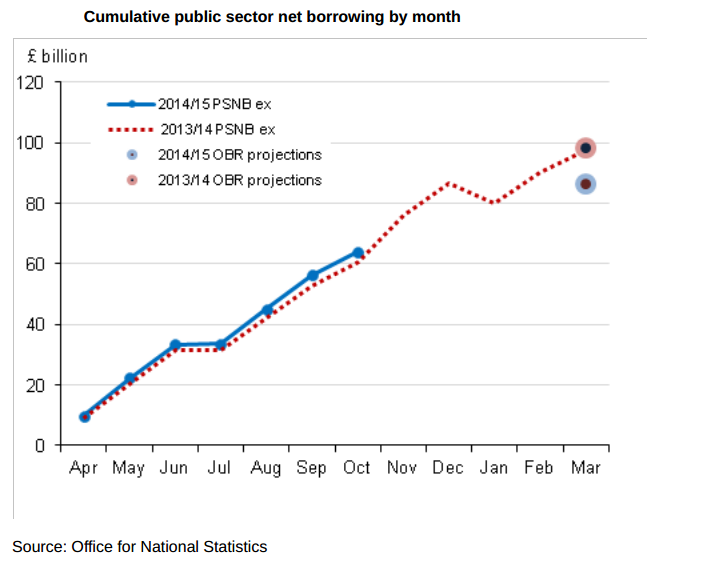 Cumulative public sector net borrowing by month
£ billion
120
2014/15 PSNB ex
2013/14 PSNB ex
100
2014/15 OBR projections
2013/14 OBR projections
80
60
40
20
0
Apr May Jun Jul Aug Sep Oct Nov Dec Jan Feb Mar
Source: Office for National Statistics